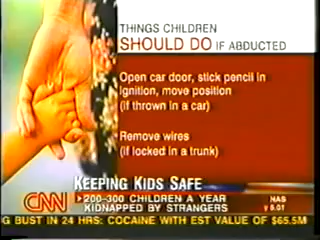 THINGS CHILDREN
SHOULD DO IF ABDUCTED
Open car door, stick pencil in
ignition, move position
(if thrown in a car)
Remove wires
(if locked in a trunk)
KEEPING KIDS SAFE
CNN
200-300 CHILDREN A YEAR
KIDNAPPED BY STRANGERS
NAS
5.01
G BUST IN 24 HRS: COCAINE WITH EST VALUE OF $65.5M